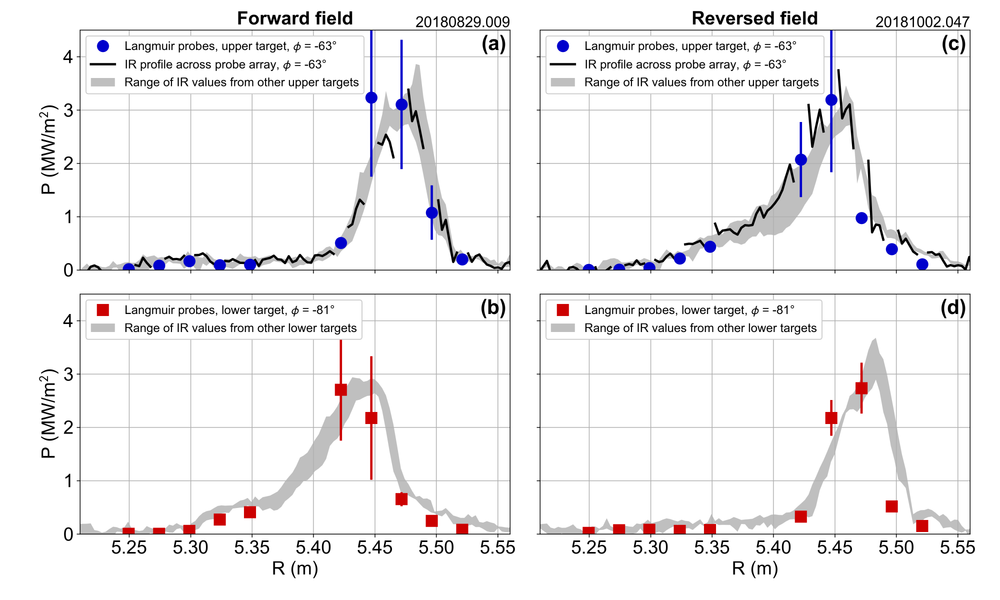 Forward field
20180829.009
Reversed field
20181002.047
(a)
Langmuir probes, upper target, ϕ = -63°
IR profile across probe array, ϕ = -63°
Range of IR values from other upper targets
(c)
Langmuir probes, upper target, ϕ = -63°
IR profile across probe array, ϕ = -63°
Range of IR values from other upper targets
P (MW/m²)
4
3
2
1
0
(b)
Langmuir probes, lower target, ϕ = -81°
Range of IR values from other lower targets
(d)
Langmuir probes, lower target, ϕ = -81°
Range of IR values from other lower targets
P (MW/m²)
4
3
2
1
0
5.25 5.30 5.35 5.40 5.45 5.50 5.55
R (m)
5.25 5.30 5.35 5.40 5.45 5.50 5.55
R (m)